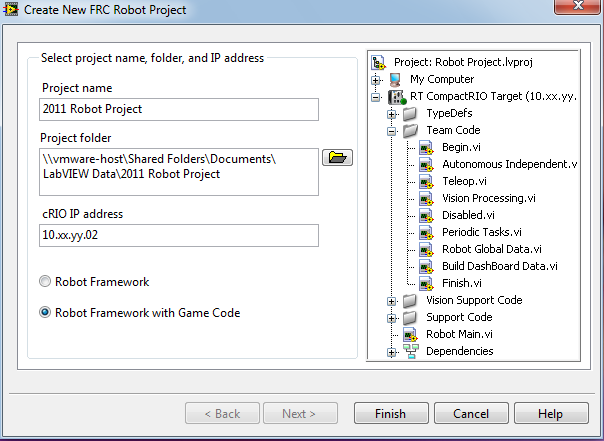 Create New FRC Robot Project
Select project name, folder, and IP address
Project name
2011 Robot Project
Project folder
\\vmware-host\Shared Folders\Documents\
LabVIEW Data\2011 Robot Project
cRIO IP address
10.xx.yy.02
Robot Framework
Robot Framework with Game Code
Project: Robot Project.lvproj
My Computer
RT CompactRIO Target (10.xx.yy.
TypeDefs
Team Code
Begin.vi
Autonomous Independent.v
Teleop.vi
Vision Processing.vi
Disabled.vi
Periodic Tasks.vi
Robot Global Data.vi
Build DashBoard Data.vi
Finish.vi
Vision Support Code
Support Code
Robot Main.vi
Dependencies
< Back
Next >
Finish
Cancel
Help